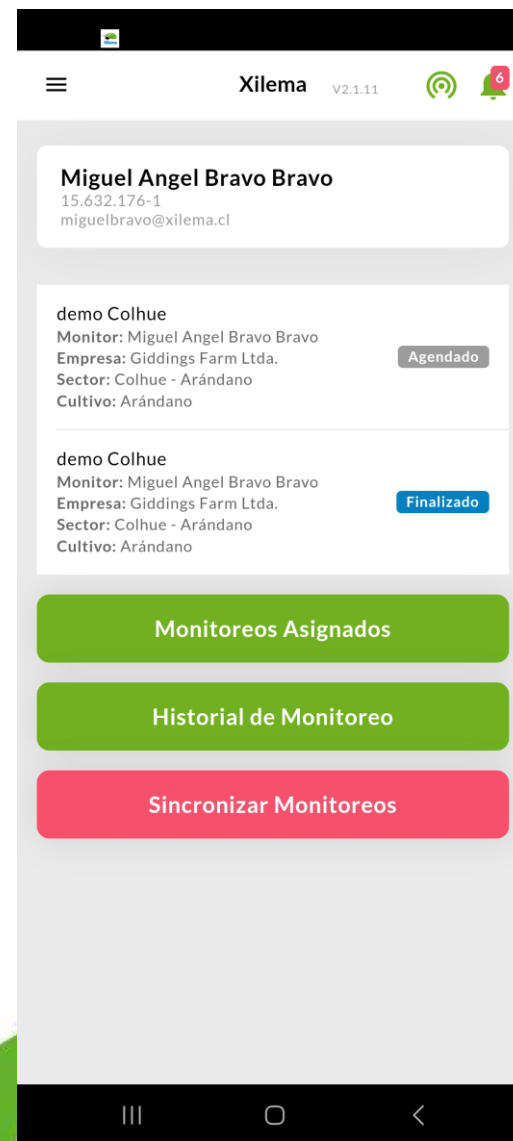 Xilema V2.1.11 6
Miguel Angel Bravo Bravo
15.632.176-1
miguelbravo@xilema.cl
demo Colhue
Monitor: Miguel Angel Bravo Bravo
Empresa: Giddings Farm Ltda.
Agendado
Sector: Colhue - Arándano
Cultivo: Arándano
demo Colhue
Monitor: Miguel Angel Bravo Bravo
Empresa: Giddings Farm Ltda.
Finalizado
Sector: Colhue - Arándano
Cultivo: Arándano
Monitoreos Asignados
Historial de Monitoreo
Sincronizar Monitoreos